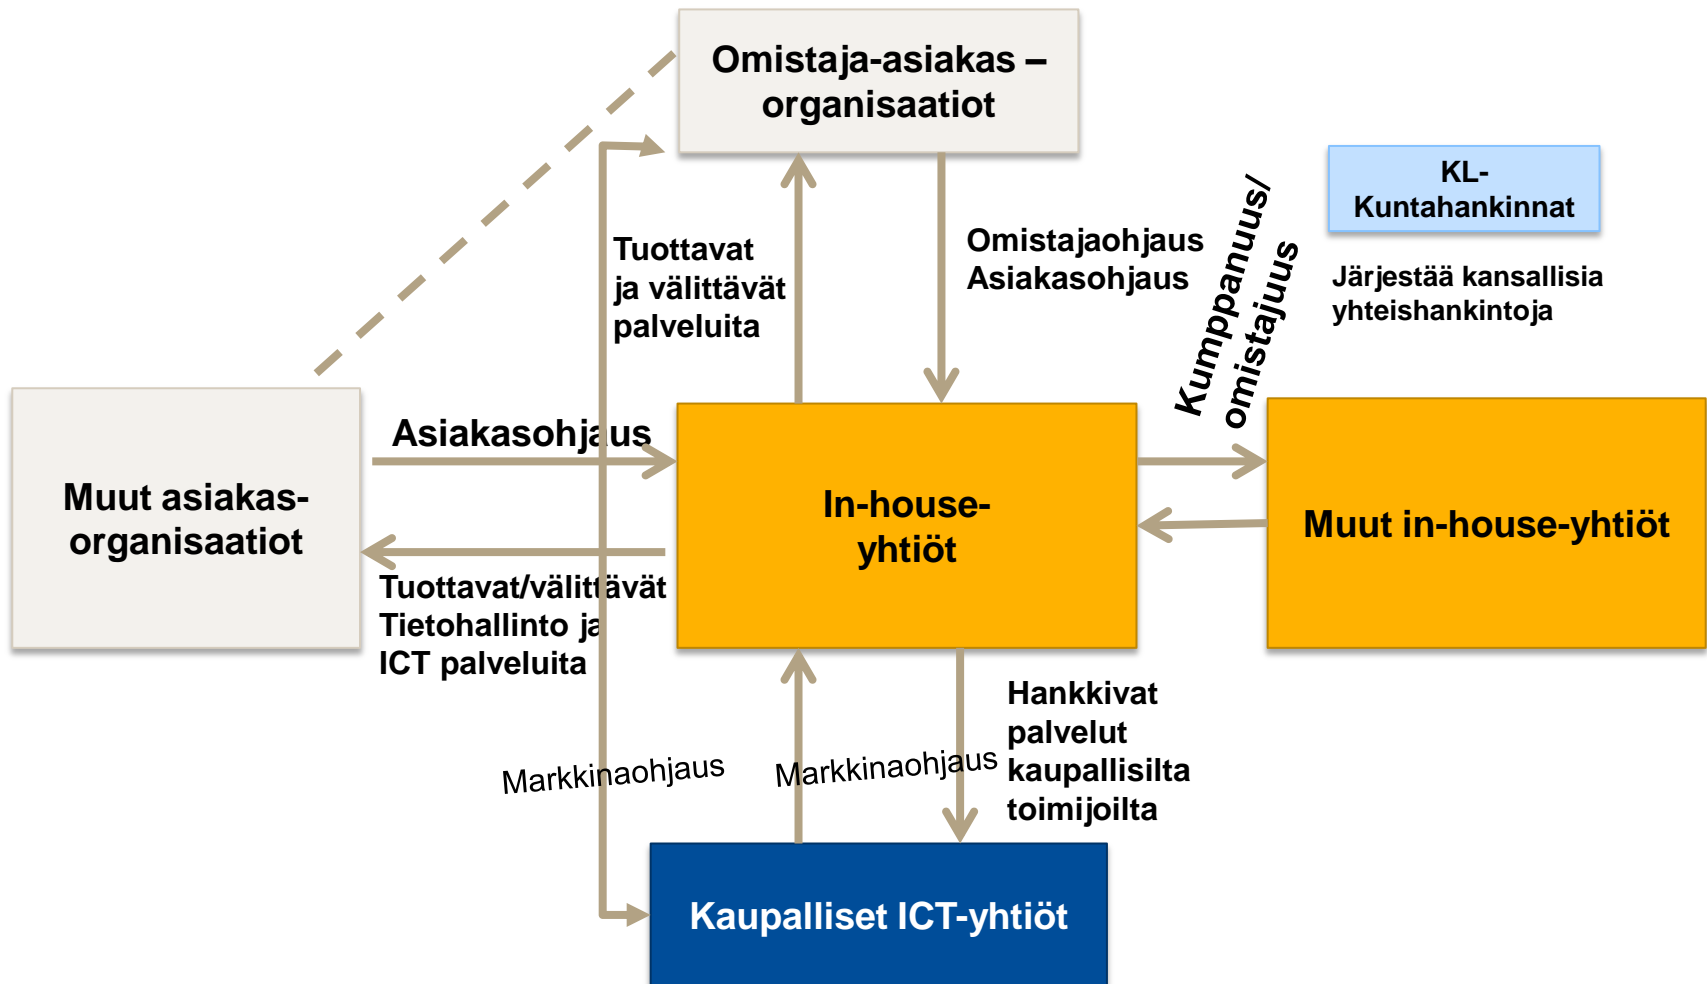 Omistaja-asiakas –
organisaatiot
KL-
Kuntahankinnat
Järjestää kansallisia
yhteishankintoja
Tuottavat
ja välittävät
palveluita
Omistajaohjaus
Asiakasohjaus
Kumppanuus/
omistajuus
Asiakasohjaus
Muut asiakas-
organisaatiot
In-house-
yhtiöt
Muut in-house-yhtiöt
Tuottavat/välittävät
Tietohallinto ja
ICT palveluita
Hankkivat
palvelut
kaupallisilta
toimijoilta
Markkinaohjaus
Markkinaohjaus
Kaupalliset ICT-yhtiöt